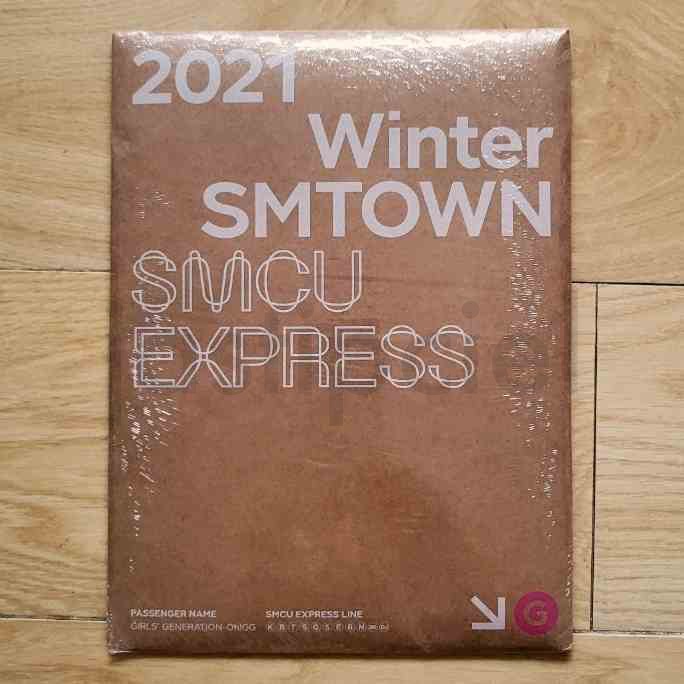 2021
Winter
SMTOWN
SMCU
EXPRESS
PASSENGER NAME
GIRLS' GENERATION-Oh!GG
SMCU EXPRESS LINE
G